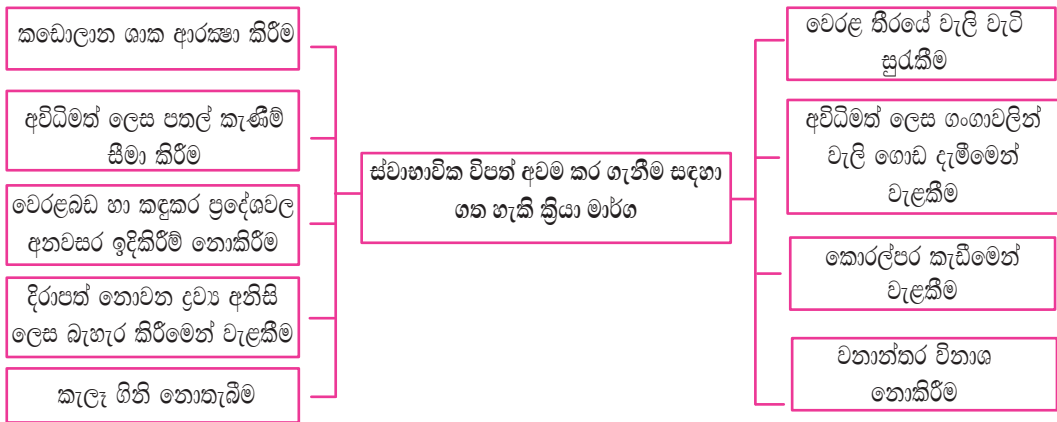 කඩොලාන ශාක ආරක්‍ෂා කිරීම
අවිධිමත් ලෙස පතල් කැණීම්
සීමා කිරීම
වෙරළබඩ හා කඳුකර ප්‍රදේශවල
අනවසර ඉදිකිරීම් නොකිරීම
දිරාපත් නොවන ද්‍රව්‍ය අනිසි
ලෙස බැහැර කිරීමෙන් වැළකීම
කැලෑ ගිනි නොතැබීම
ස්වාභාවික විපත් අවම කර ගැනීම සඳහා
ගත හැකි ක්‍රියා මාර්ග
වෙරළ තීරයේ වැලි වැටි
සුරැකීම
අවිධිමත් ලෙස ගංගාවලින්
වැලි ගොඩ දැමීමෙන්
වැළකීම
කොරල්පර කැඩීමෙන්
වැළකීම
වනාන්තර විනාශ
නොකිරීම